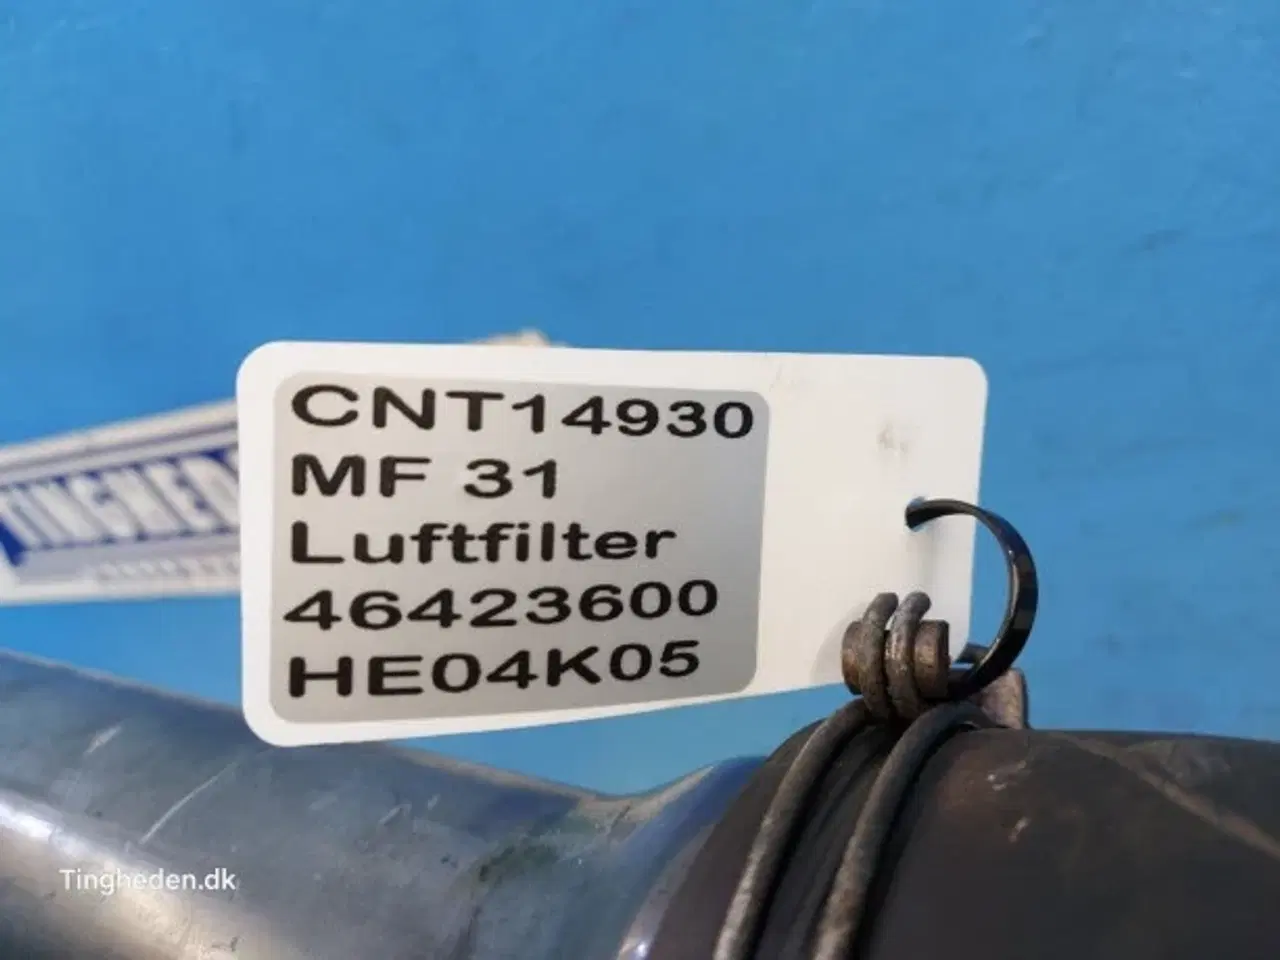 CNT14930
MF 31
Luftfilter
46423600
HE04K05
Tingheden.dk